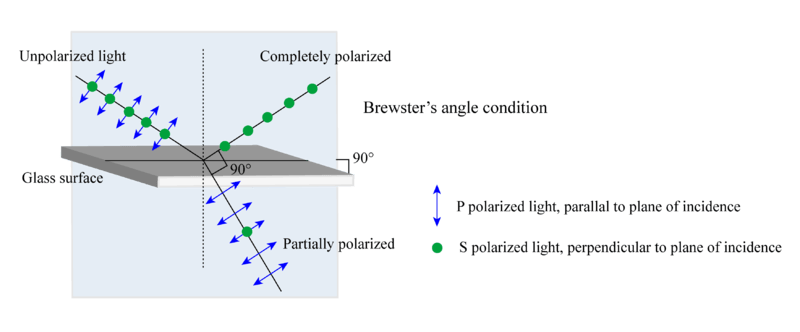 Unpolarized light
Completely polarized
Brewster's angle condition
90°
90°
Glass surface
P polarized light, parallal to plane of incidence
Partially polarized
S polarized light, perpendicular to plane of incidence